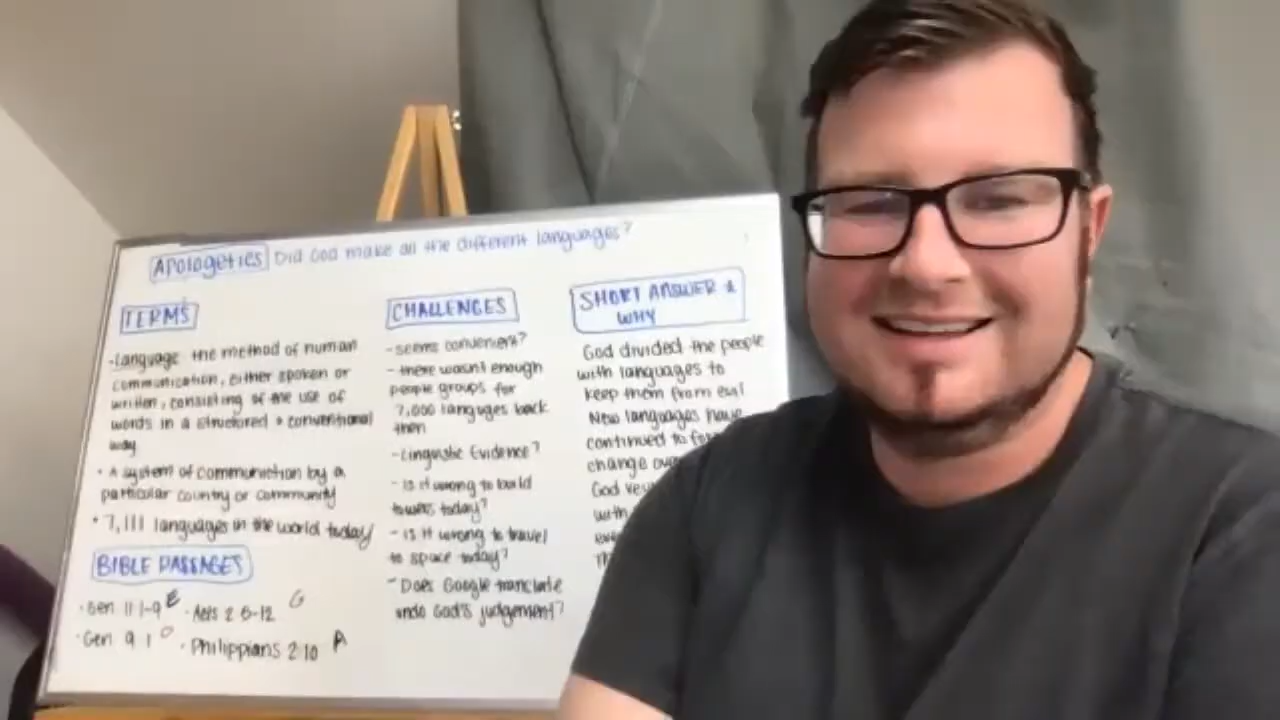 Apologetics Did God make all the different languages?
TERMS
-Language the method of human
communication, either spoken or
written, consisting of the use of
words in a structured + conventional
way
• A system of communiction by a
particular country or community
• 7,111 languages in the world today
BIBLE PASSAGES
• Gen 11 1-9 E • Acts 2 5-12 G
• Gen 9 1 O • Philippians 2:10 A
CHALLENGES
- seems convenient?
- there wasn't enough
people groups for
7,000 languges back
then
- Linguistic Evidence?
- is it wrong to build
towers today?
- is it wrong to travel
to space today?
- Does Google translate
undo God's judgement?
SHORT ANSWER &
WHY
God divided the people
with languages to
keep them from evil
New languages have
continued to
change
God
with